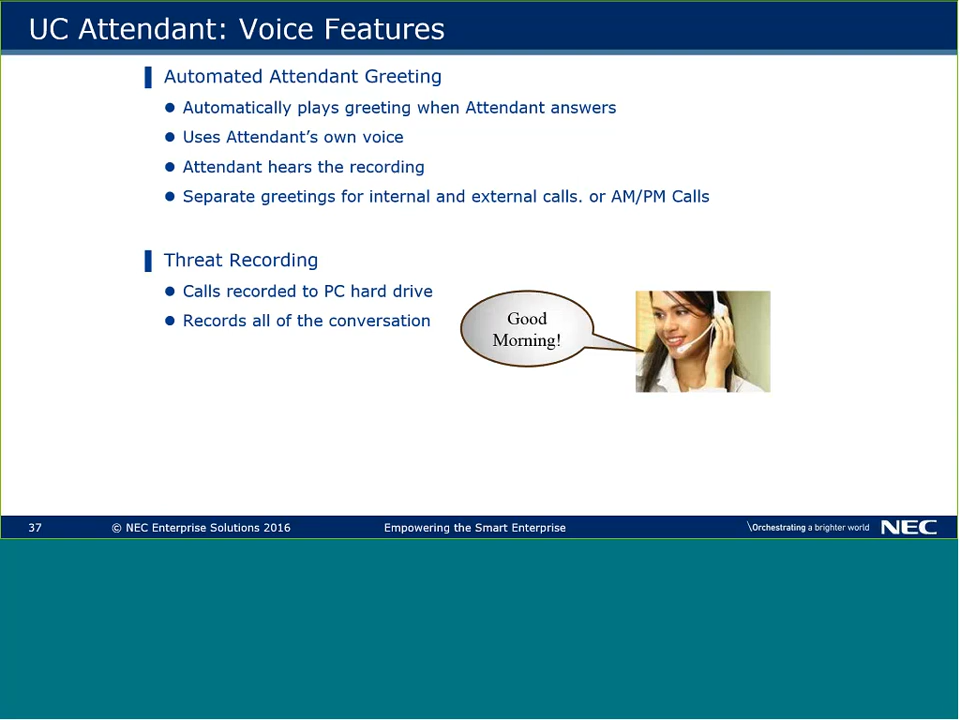 UC Attendant: Voice Features
Automated Attendant Greeting
Automatically plays greeting when Attendant answers
Uses Attendant's own voice
Attendant hears the recording
Separate greetings for internal and external calls. or AM/PM Calls
Threat Recording
Calls recorded to PC hard drive
Records all of the conversation
Good
Morning!
37 © NEC Enterprise Solutions 2016 Empowering the Smart Enterprise \Orchestrating a brighter world NEC